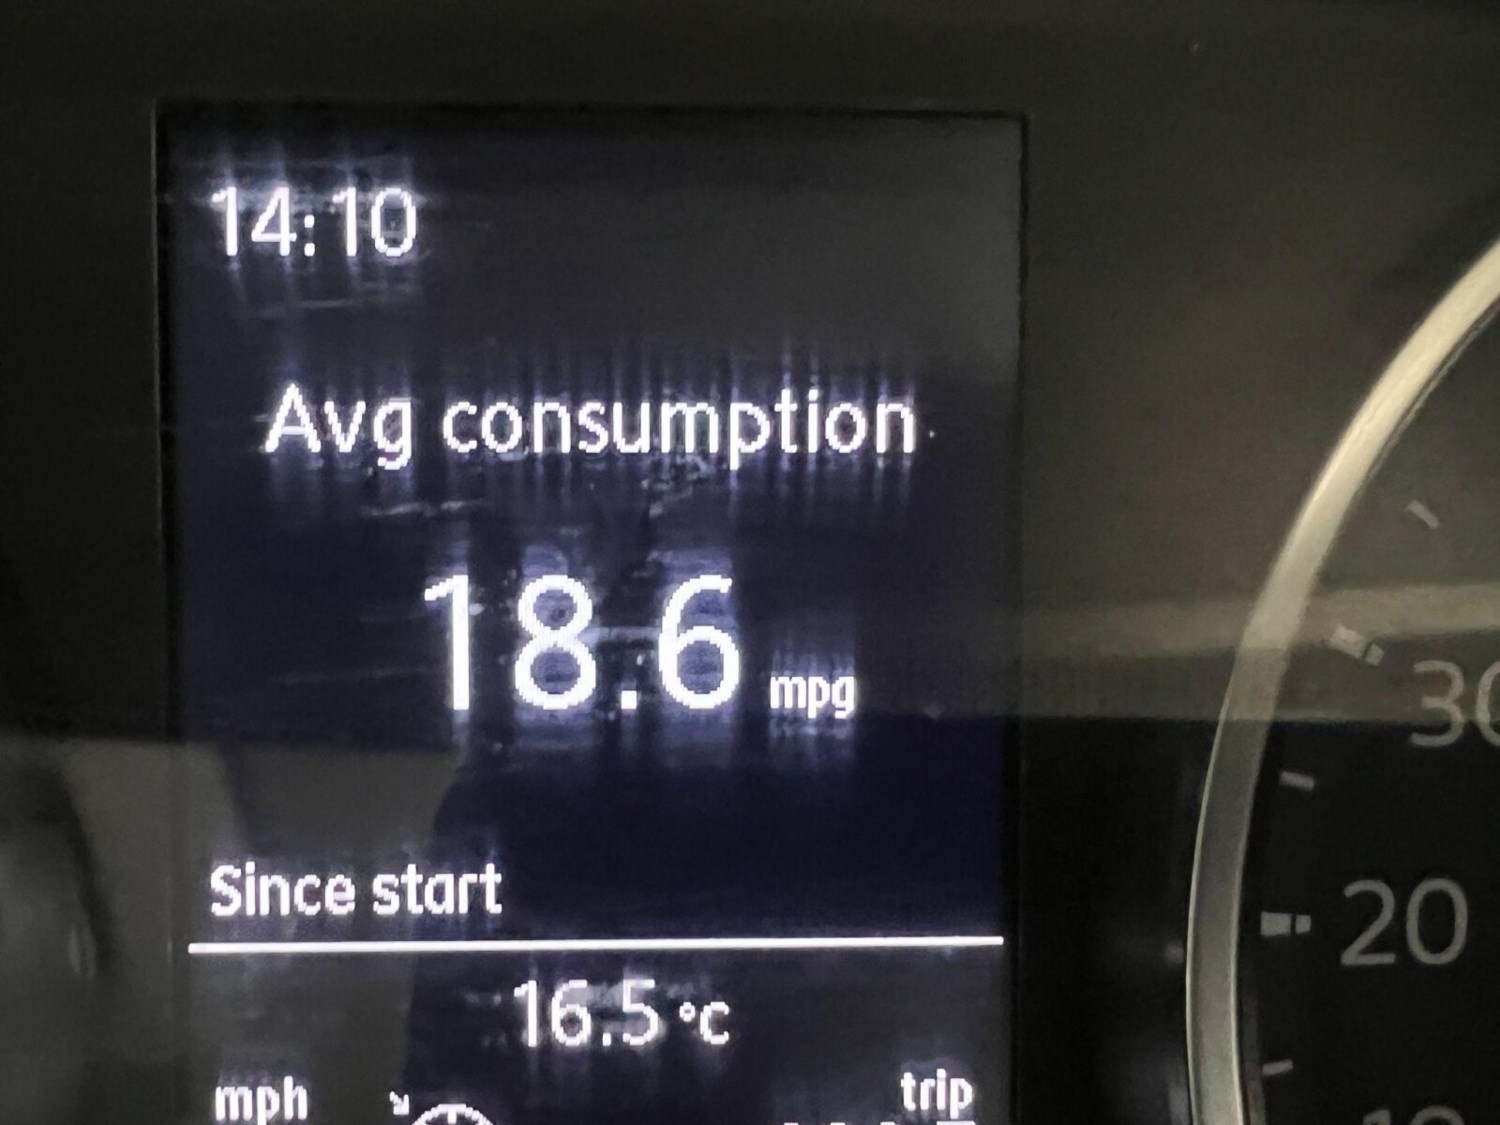 14:10
Avg consumption
18.6 mpg
Since start
16.5 °C
mph
trip
30
20